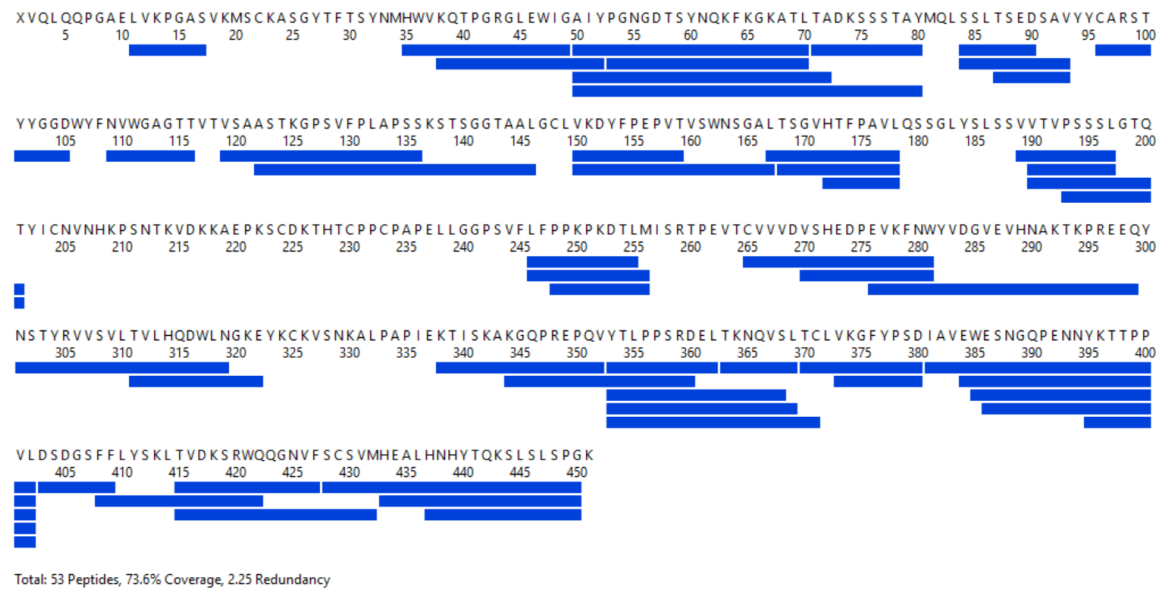 XVQLQQPGAELVKPGASVKMSCKASGYTFTSYNMHWVKQTPGRGLEWIGAIYPGNGDTSYNQKFKGKATLTADKSSSTAYMQLSSLTSEDSAVYYCARST
5 10 15 20 25 30 35 40 45 50 55 60 65 70 75 80 85 90 95 100
YYGGDWYFNVWGAGTTVTVSAASTKGPSVFPLAPSSKSTSGGTAALGCLVKDYFPEPVTVSWNSGALTSGVHTFPAVLQSSGLYSLSSVVTVPSSSLGTQ
105 110 115 120 125 130 135 140 145 150 155 160 165 170 175 180 185 190 195 200
TYICNVNHKPSNTKVDKKAEPKSCDKTHTCPPCPAPELLGGPSVFLFPPKPKDTLMISRTPEVTCVVVDVSHEDPEVKFNWYVDGVEVHNAKTKPREEQY
205 210 215 220 225 230 235 240 245 250 255 260 265 270 275 280 285 290 295 300
NSTYRVVSVLTVLHQDWLNGKEYKCKVSNKALPAPIEKTISKAKGQPREPQVYTLPPSRDELTKNQVSLTCLVKGFYPSDIAVEWESNGQPENNYKTTPP
305 310 315 320 325 330 335 340 345 350 355 360 365 370 375 380 385 390 395 400
VLDSDGSFFLYSKLTVDKSRWQQGNVFSCSVMHEALHNHYTQKSLSLSPGK
405 410 415 420 425 430 435 440 445 450
Total: 53 Peptides, 73.6% Coverage, 2.25 Redundancy